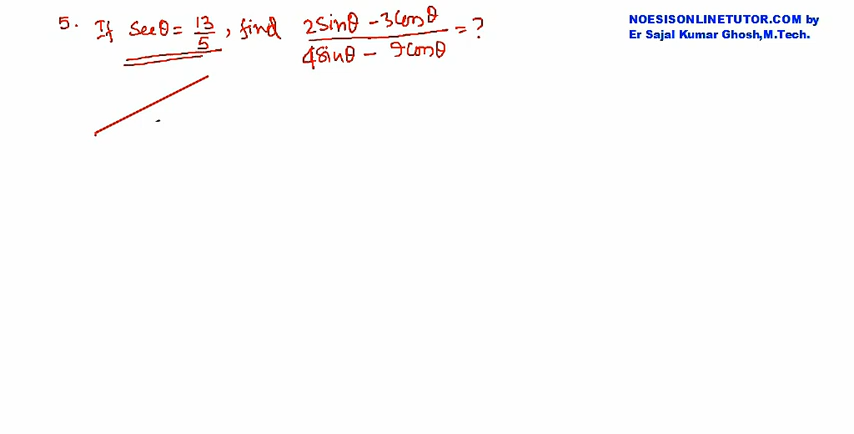 5. If Secθ = 13/5, find (2Sinθ - 3Cosθ)/(4Sinθ - 9Cosθ) = ?
NOESISONLINETUTOR.COM by
Er Sajal Kumar Ghosh,M.Tech.